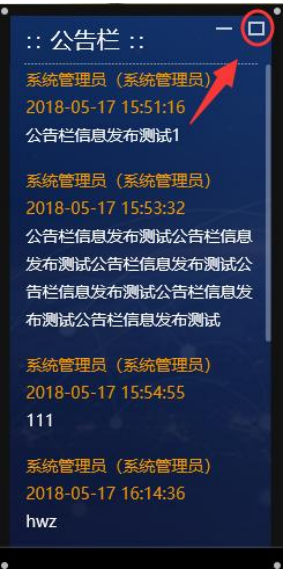 :: 公告栏 ::
系统管理员（系统管理员）
2018-05-17 15:51:16
公告栏信息发布测试1
系统管理员（系统管理员）
2018-05-17 15:53:32
公告栏信息发布测试公告栏信息
发布测试公告栏信息发布测试公
告栏信息发布测试公告栏信息发
布测试公告栏信息发布测试
系统管理员（系统管理员）
2018-05-17 15:54:55
111
系统管理员（系统管理员）
2018-05-17 16:14:36
hwz